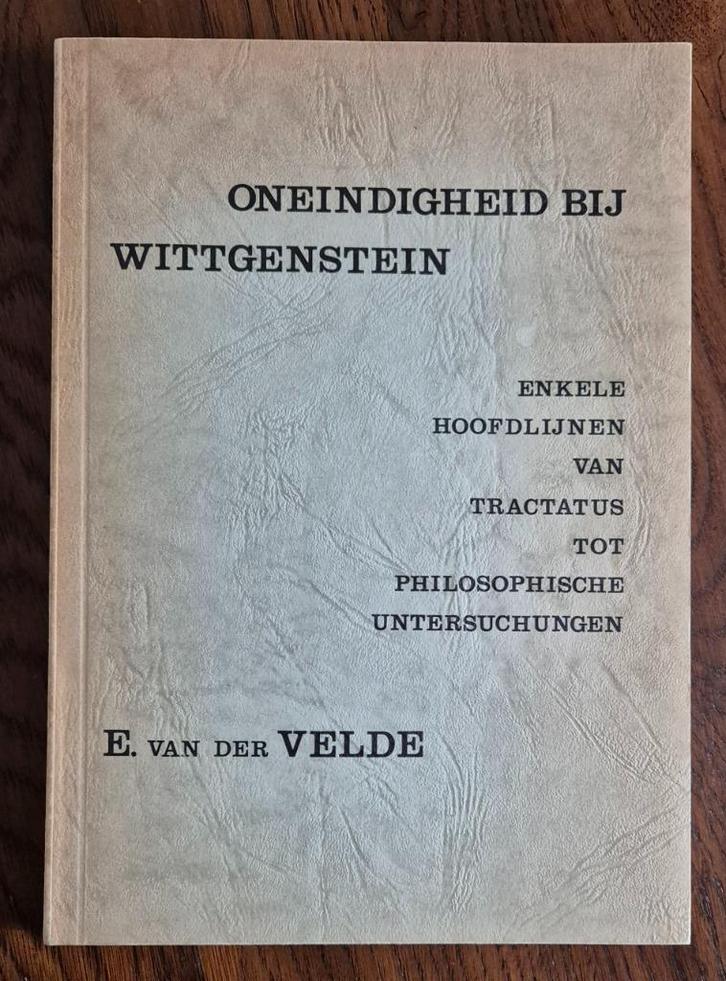 ONEINDIGHEID BIJ
WITTGENSTEIN
ENKELE
HOOFDLIJNEN
VAN
TRACTATUS
TOT
PHILOSOPHISCHE
UNTERSUCHUNGEN
E. VAN DER VELDE